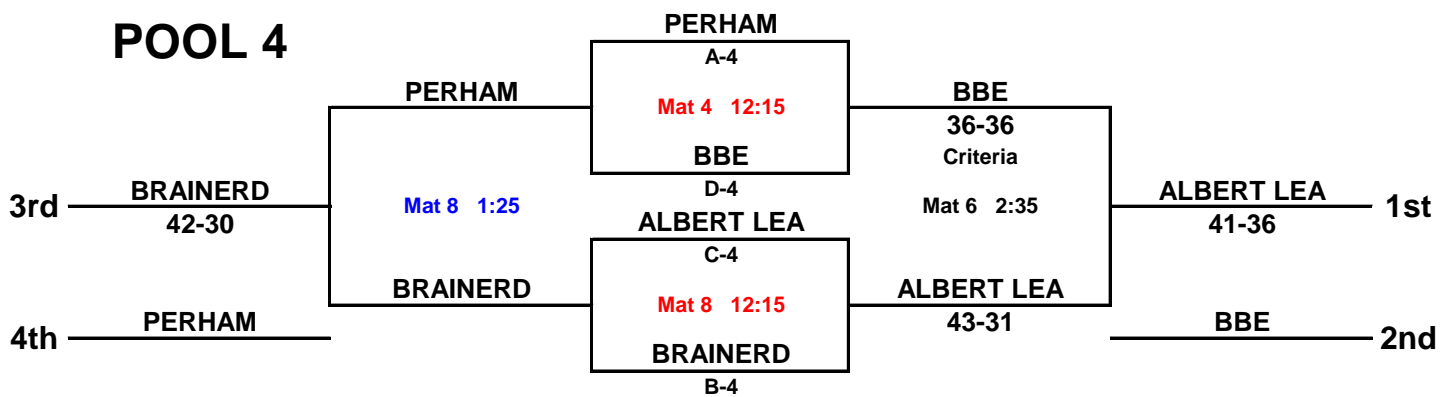 POOL 4
PERHAM
A-4
PERHAM
Mat 4 12:15
BBE
36-36
Criteria
BBE
D-4
3rd
BRAINERD
42-30
Mat 8 1:25
Mat 6 2:35
ALBERT LEA
41-36
1st
ALBERT LEA
C-4
BRAINERD
Mat 8 12:15
ALBERT LEA
43-31
4th
PERHAM
BBE
2nd
BRAINERD
B-4